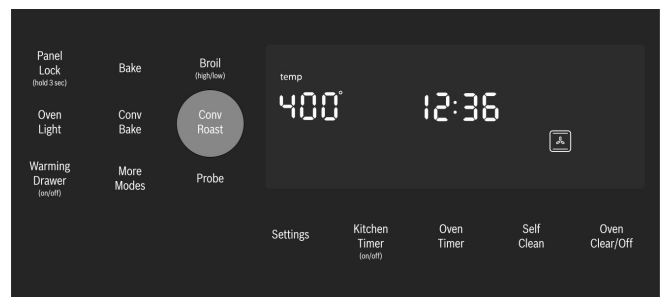 Panel
Lock
(hold 3 sec)
Bake
Broil
(high/low)
Oven
Light
Conv
Bake
Conv
Roast
Warming
Drawer
(on/off)
More
Modes
Probe
temp
400°
12:36
Settings
Kitchen
Timer
(on/off)
Oven
Timer
Self
Clean
Oven
Clear/Off